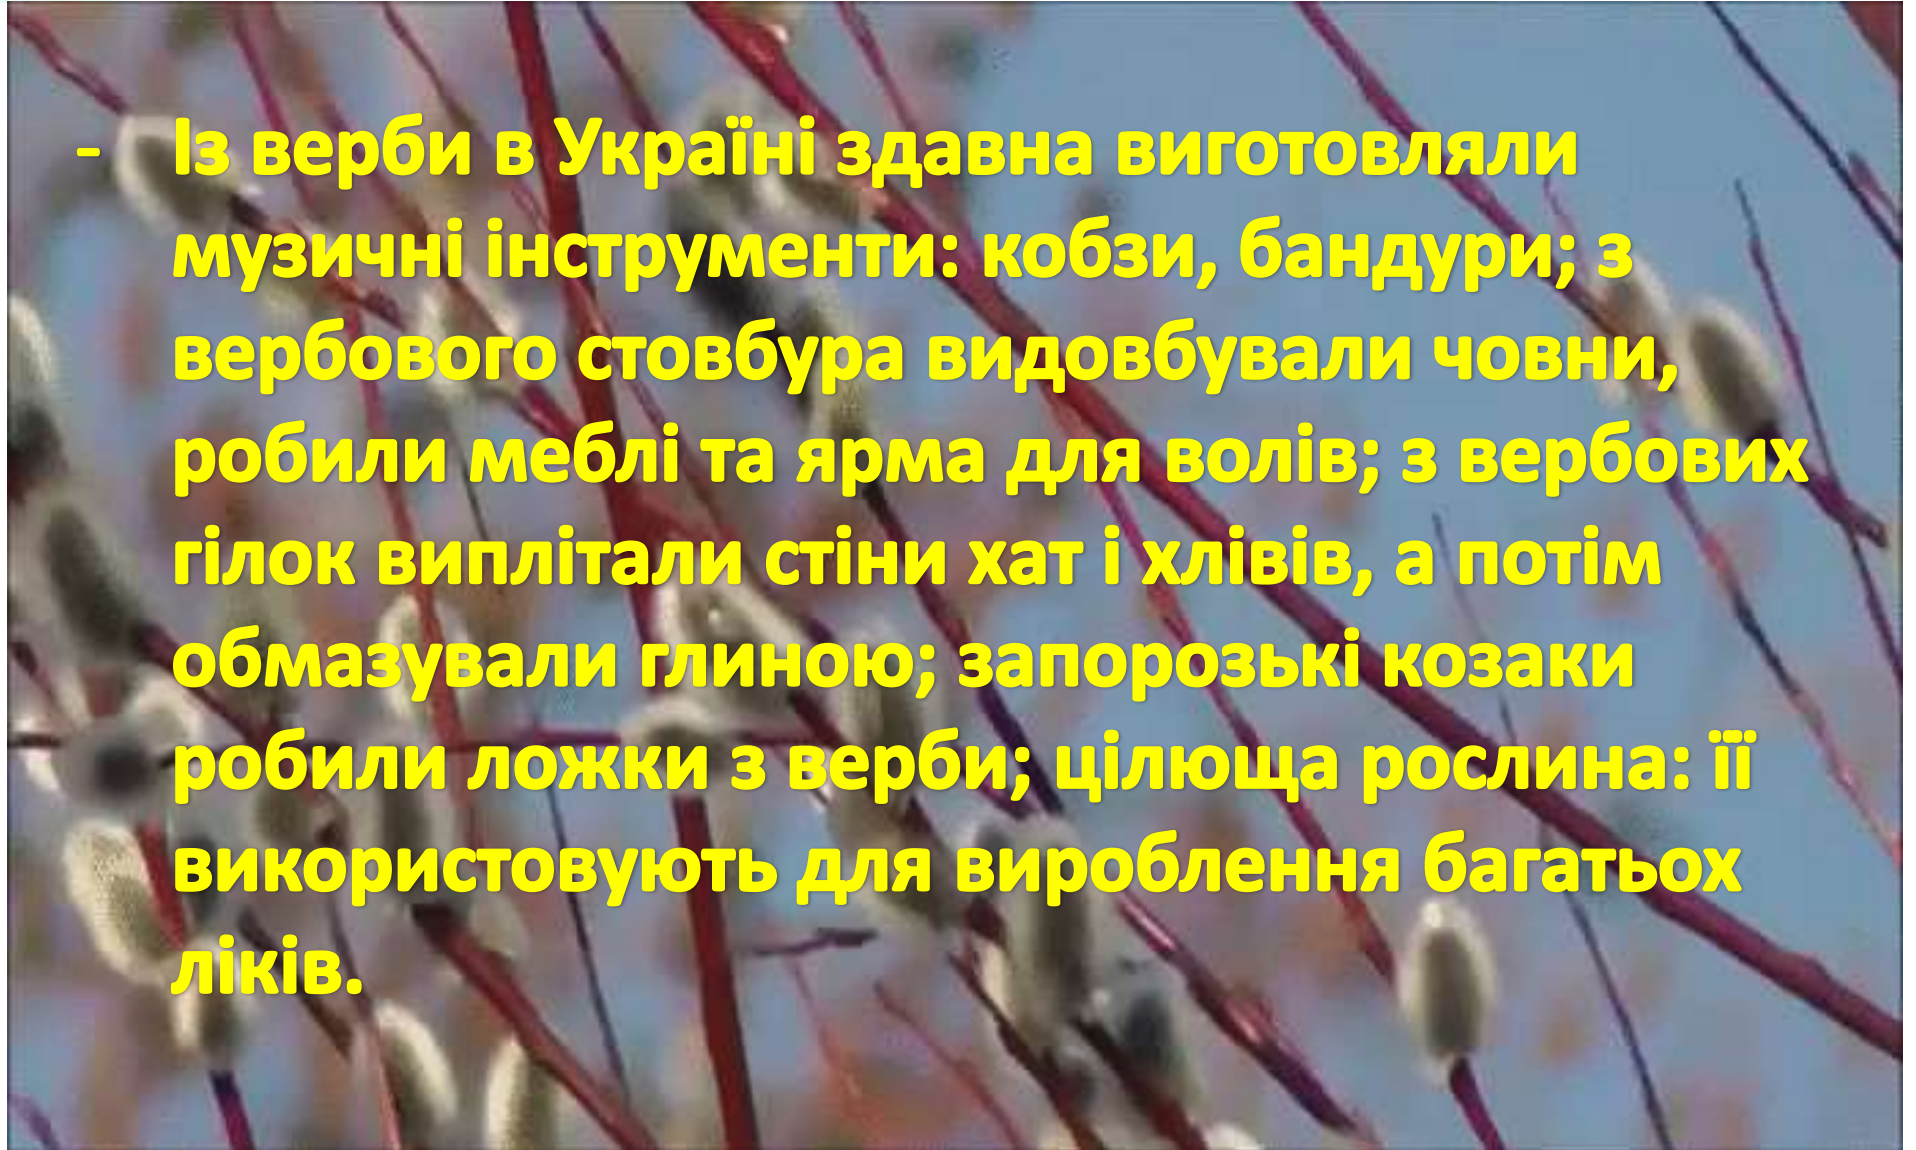 - Із верби в Україні здавна виготовляли
музичні інструменти: кобзи, бандури; з
вербового стовбура видовбували човни,
робили меблі та ярма для волів; з вербових
гілок виплітали стіни хат і хлівів, а потім
обмазували глиною; запорозькі козаки
робили ложки з верби; цілюща рослина: її
використовують для вироблення багатьох
ліків.